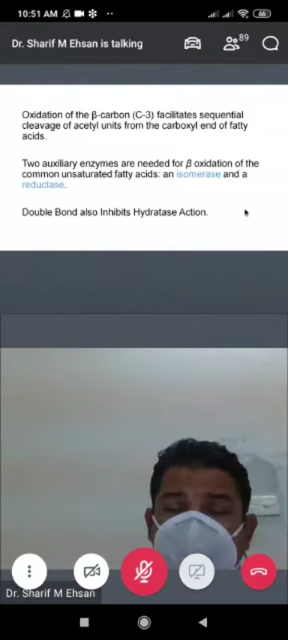 10:51 AM
66
Dr. Sharif M Ehsan is talking
89
Oxidation of the β-carbon (C-3) facilitates sequential
cleavage of acetyl units from the carboxyl end of fatty
acids.
Two auxiliary enzymes are needed for β oxidation of the
common unsaturated fatty acids: an isomerase and a
reductase.
Double Bond also Inhibits Hydratase Action.
Dr. Sharif M Ehsan